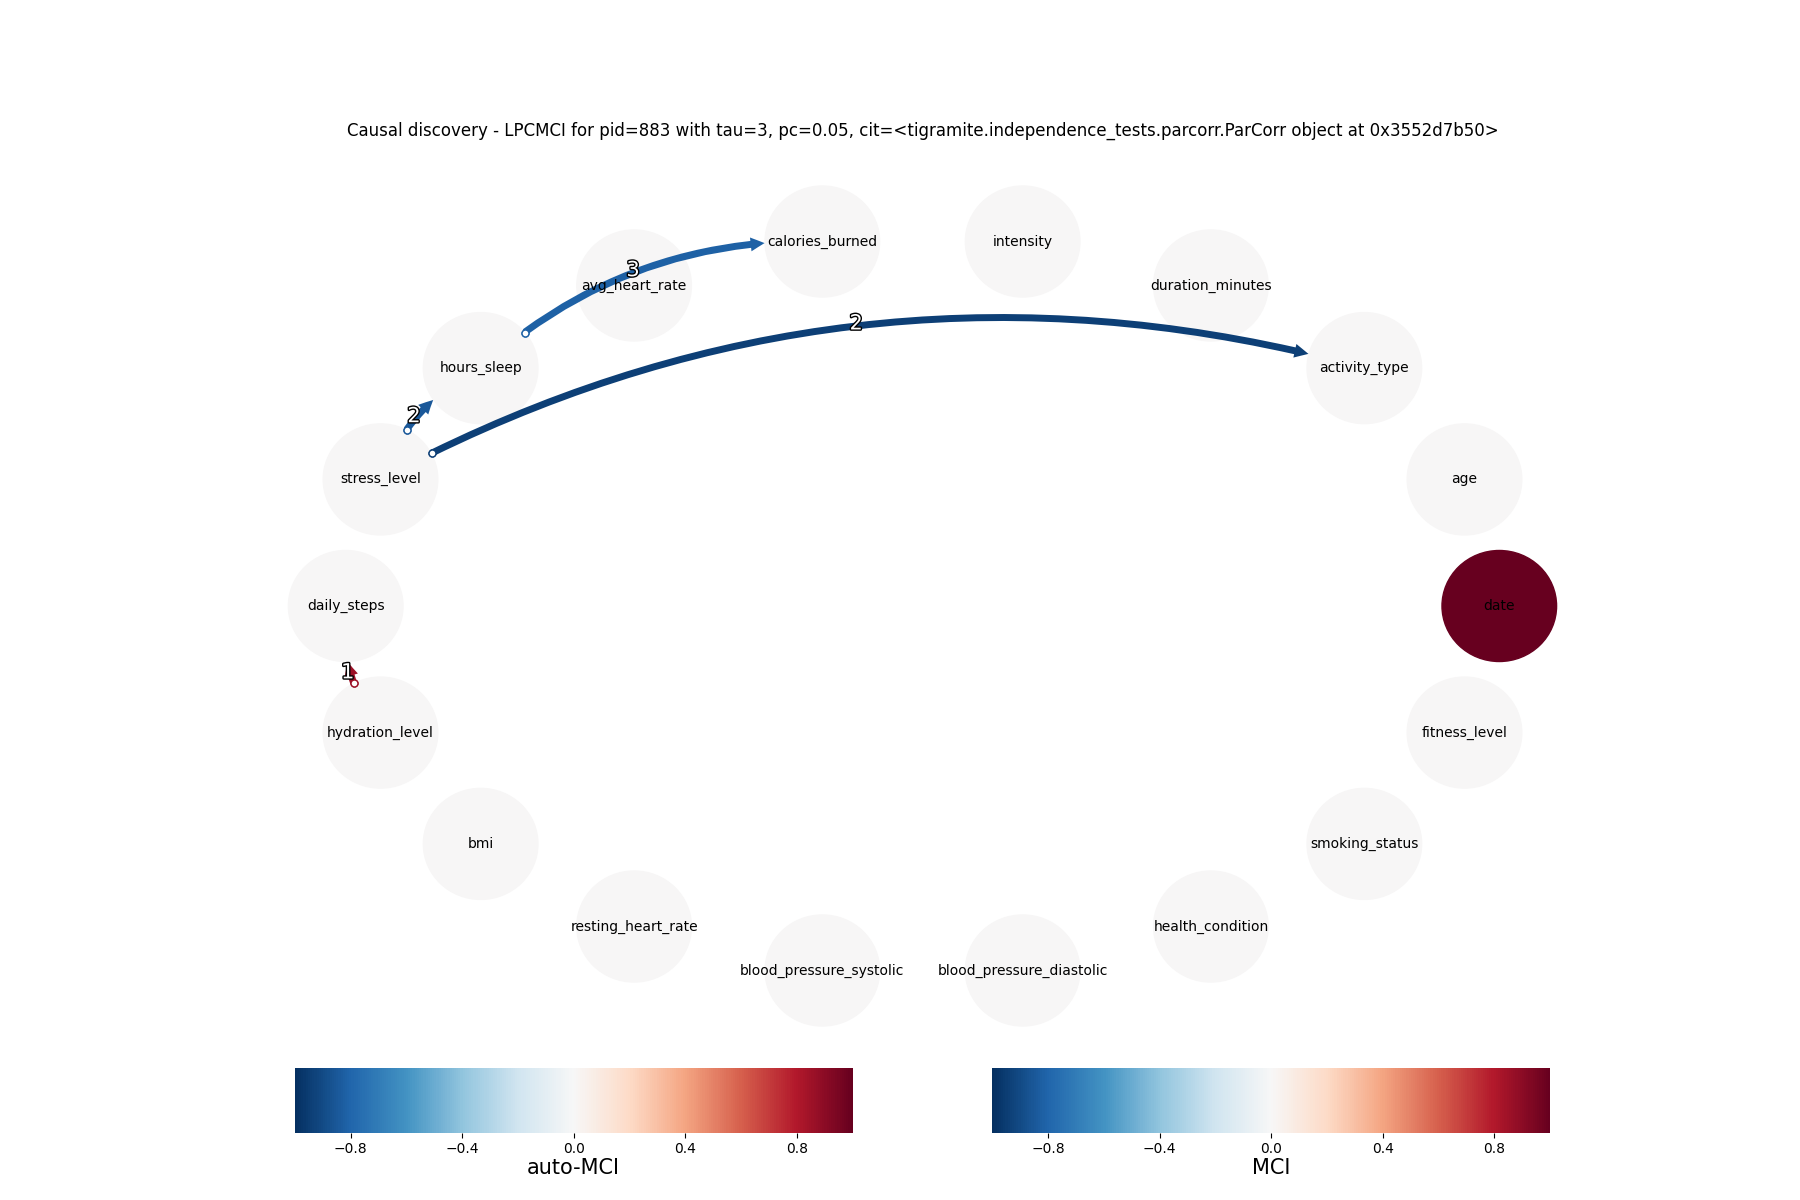 Causal discovery - LPCMCI for pid=883 with tau=3, pc=0.05, cit=<tigramite.independence_tests.parcorr.ParCorr object at 0x3552d7b50>
calories_burned
intensity
3
avg_heart_rate
duration_minutes
2
hours_sleep
activity_type
2
stress_level
age
daily_steps
date
1
hydration_level
fitness_level
bmi
smoking_status
resting_heart_rate
health_condition
blood_pressure_systolic
blood_pressure_diastolic
−0.8 −0.4 0.0 0.4 0.8
auto-MCI
−0.8 −0.4 0.0 0.4 0.8
MCI